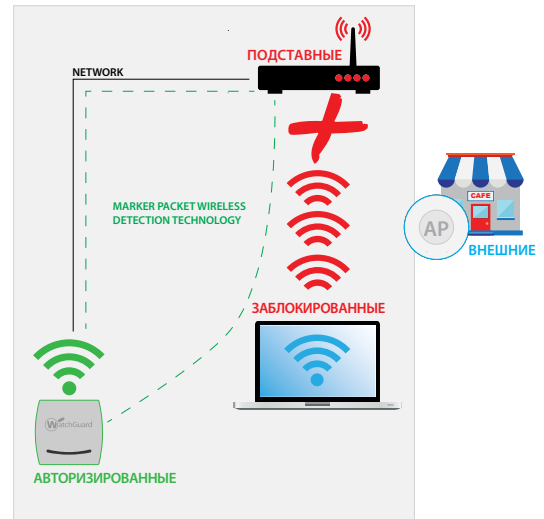 ПОДСТАВНЫЕ
NETWORK
MARKER PACKET WIRELESS
DETECTION TECHNOLOGY
CAFE
AP
ВНЕШНИЕ
ЗАБЛОКИРОВАННЫЕ
WatchGuard
АВТОРИЗИРОВАННЫЕ